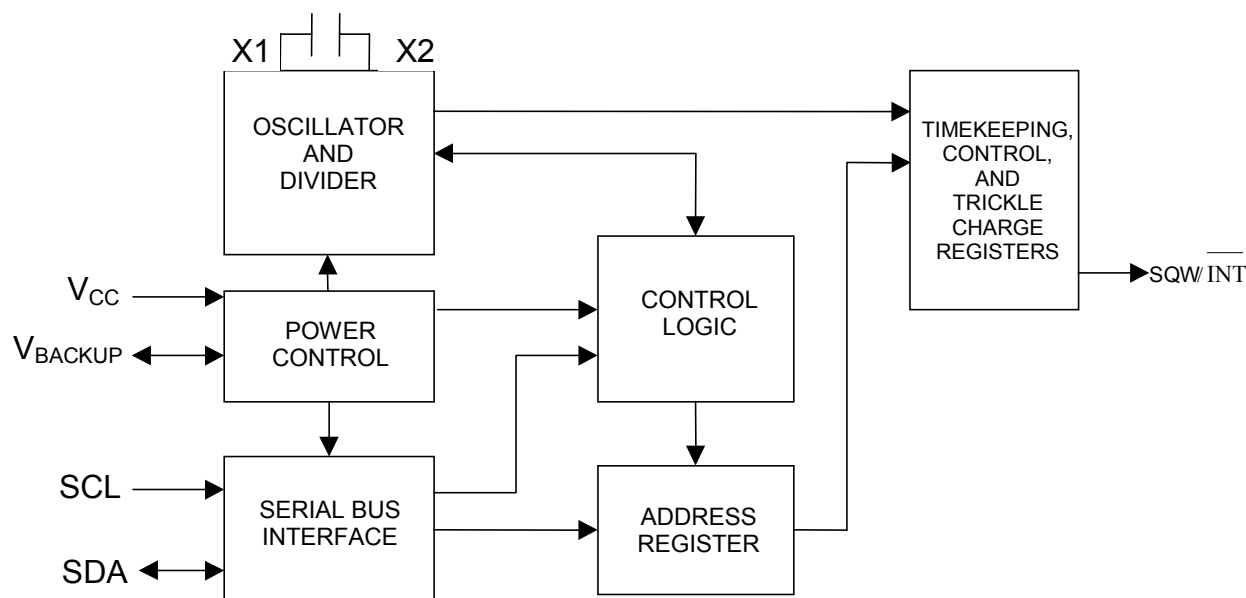 X1
X2
OSCILLATOR
AND
DIVIDER
TIMEKEEPING,
CONTROL,
AND
TRICKLE
CHARGE
REGISTERS
SQW/INT
VCC
VBACKUP
POWER
CONTROL
CONTROL
LOGIC
SCL
SDA
SERIAL BUS
INTERFACE
ADDRESS
REGISTER